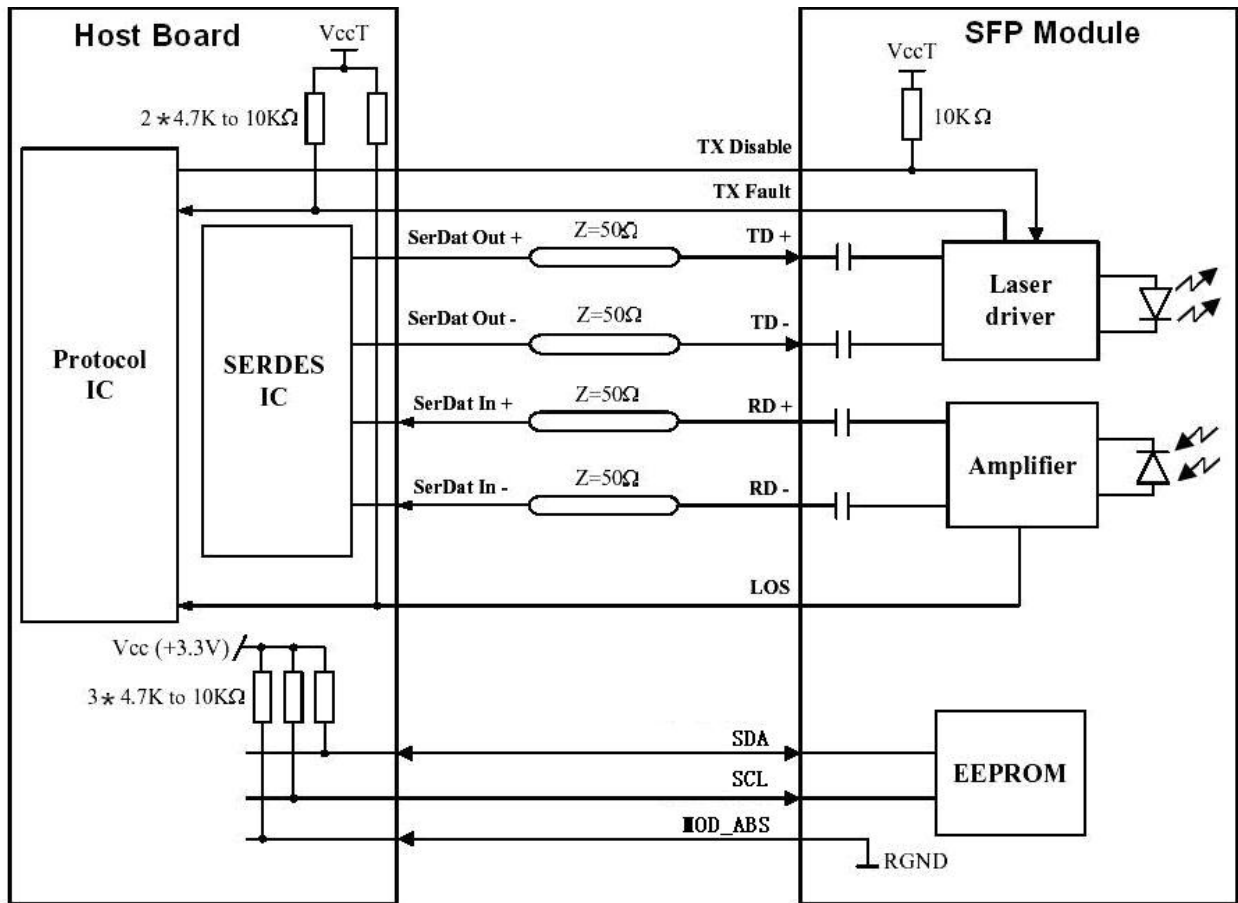 Host Board
SFP Module
VccT
VccT
2*4.7K to 10KΩ
10KΩ
TX Disable
TX Fault
SerDat Out +
Z=50Ω
TD +
SerDat Out -
Z=50Ω
TD -
Laser
driver
Protocol
IC
SERDES
IC
SerDat In +
Z=50Ω
RD +
SerDat In -
Z=50Ω
RD -
Amplifier
LOS
Vcc (+3.3V)
3*4.7K to 10KΩ
SDA
SCL
MOD_ABS
EEPROM
RGND